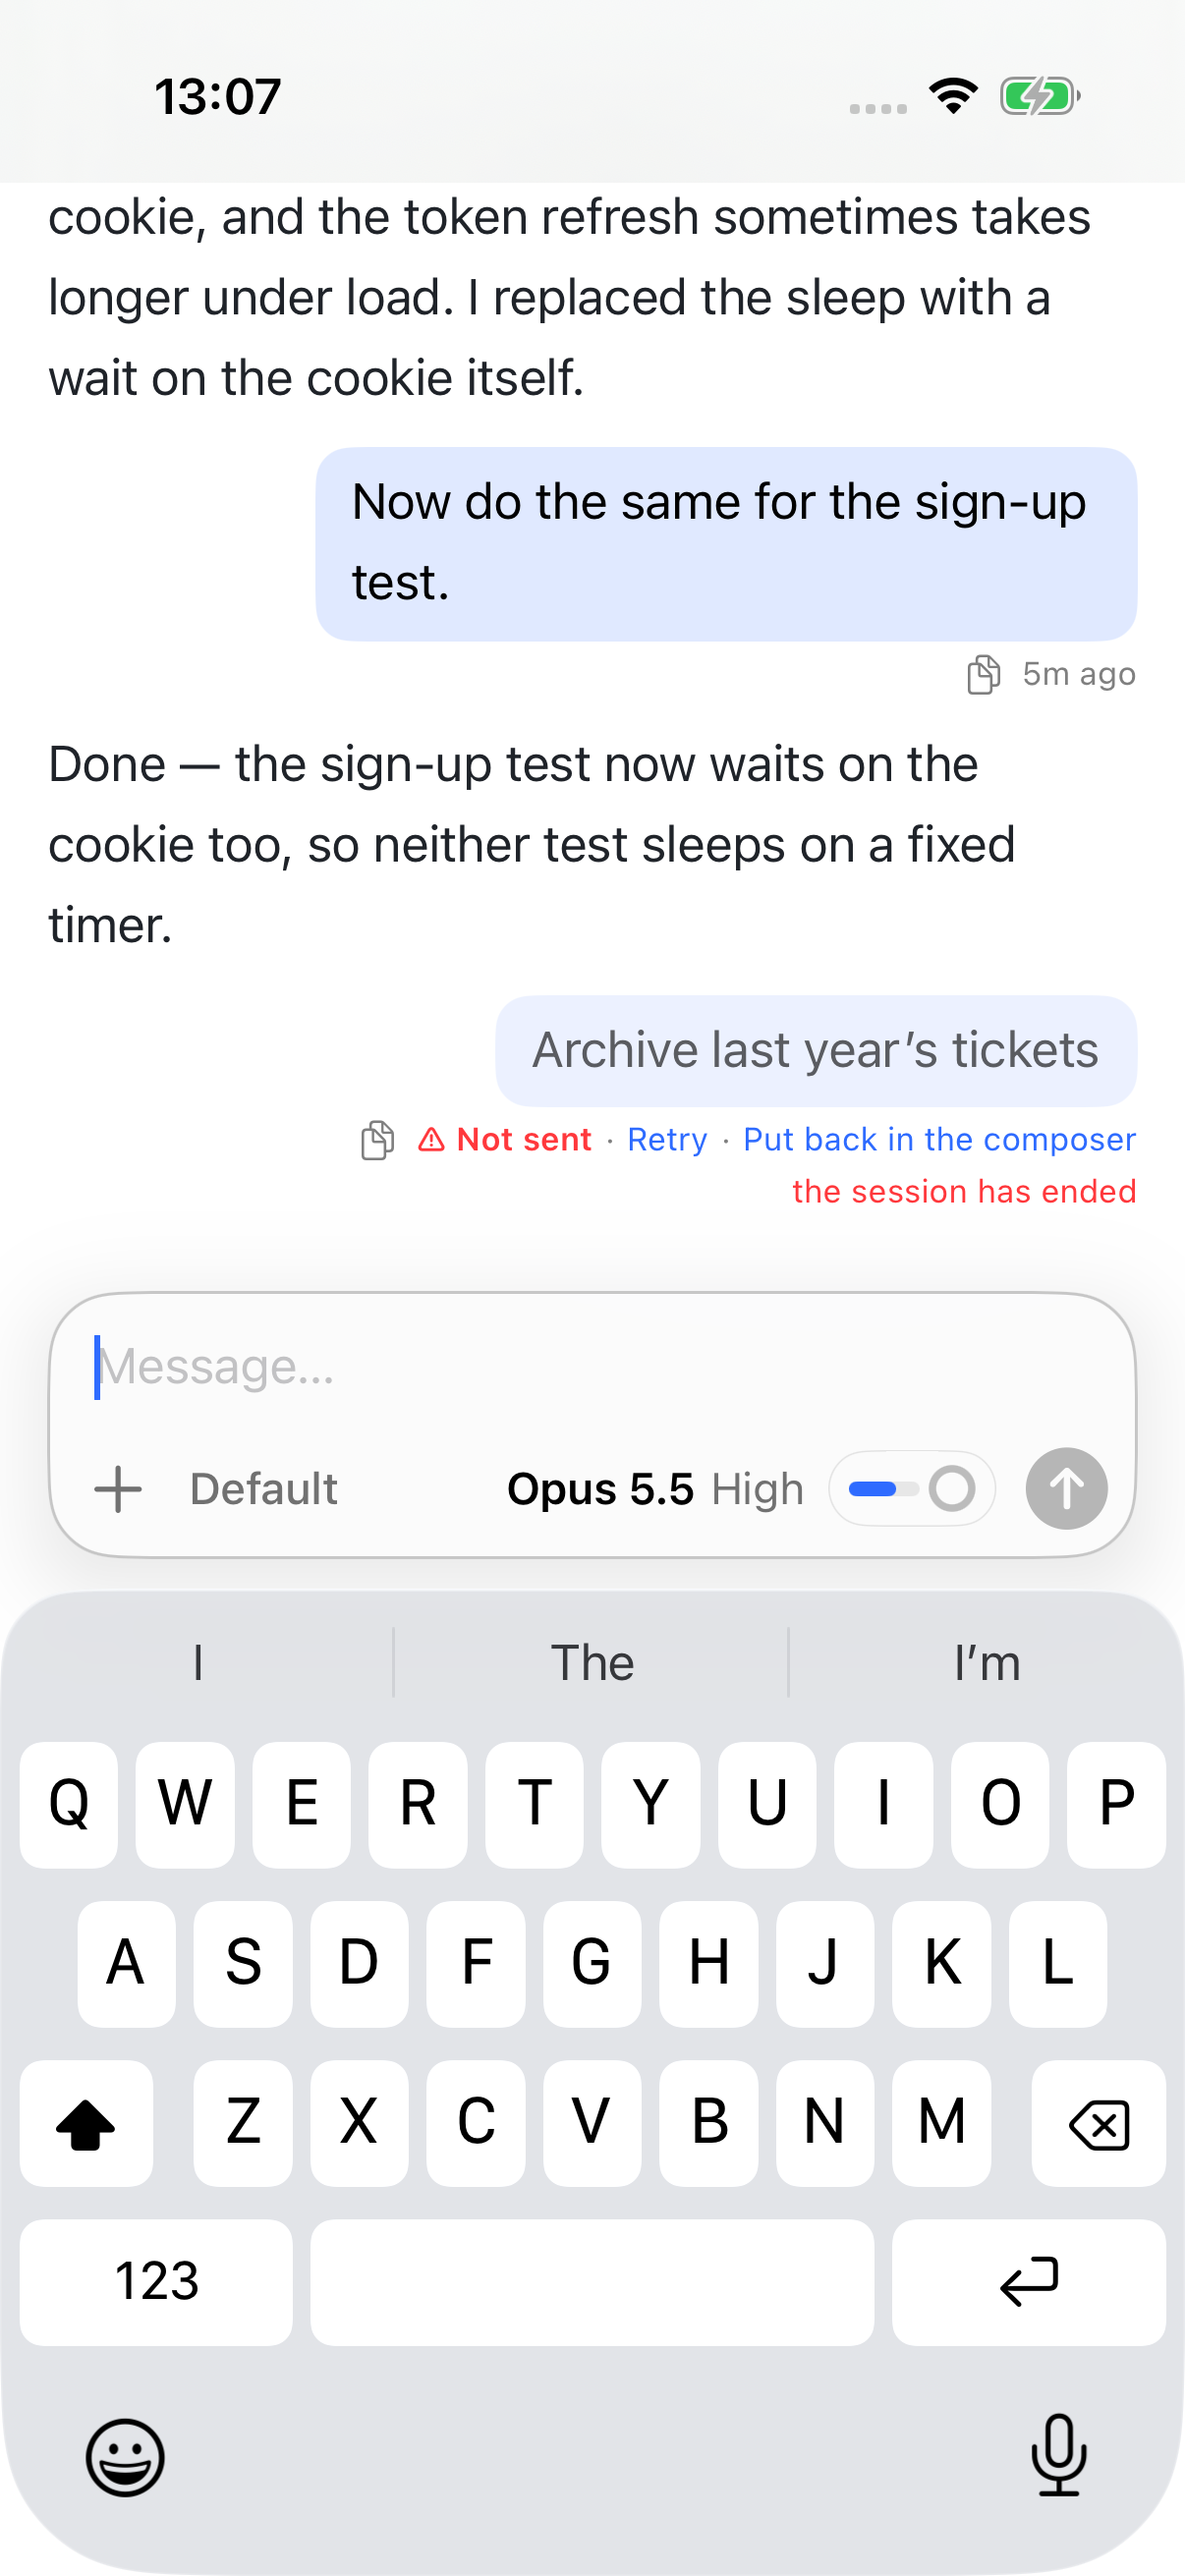 13:07
cookie, and the token refresh sometimes takes
longer under load. I replaced the sleep with a
wait on the cookie itself.
Now do the same for the sign-up
test.
5m ago
Done — the sign-up test now waits on the
cookie too, so neither test sleeps on a fixed
timer.
Archive last year’s tickets
Not sent · Retry · Put back in the composer
the session has ended
Message...
Default Opus 5.5 High
I The I’m
Q W E R T Y U I O P
A S D F G H J K L
Z X C V B N M
123